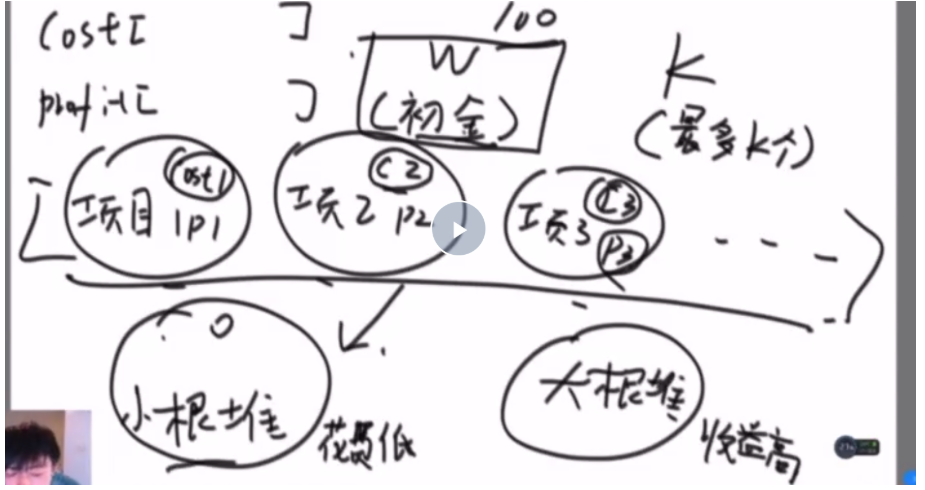 cost[ ] 100
profit[ ] W K
(初金) (最多k个)
项目1 cost1 p1
项2 c2 p2
项3 c3 p3
小根堆 花费低
大根堆 收益高